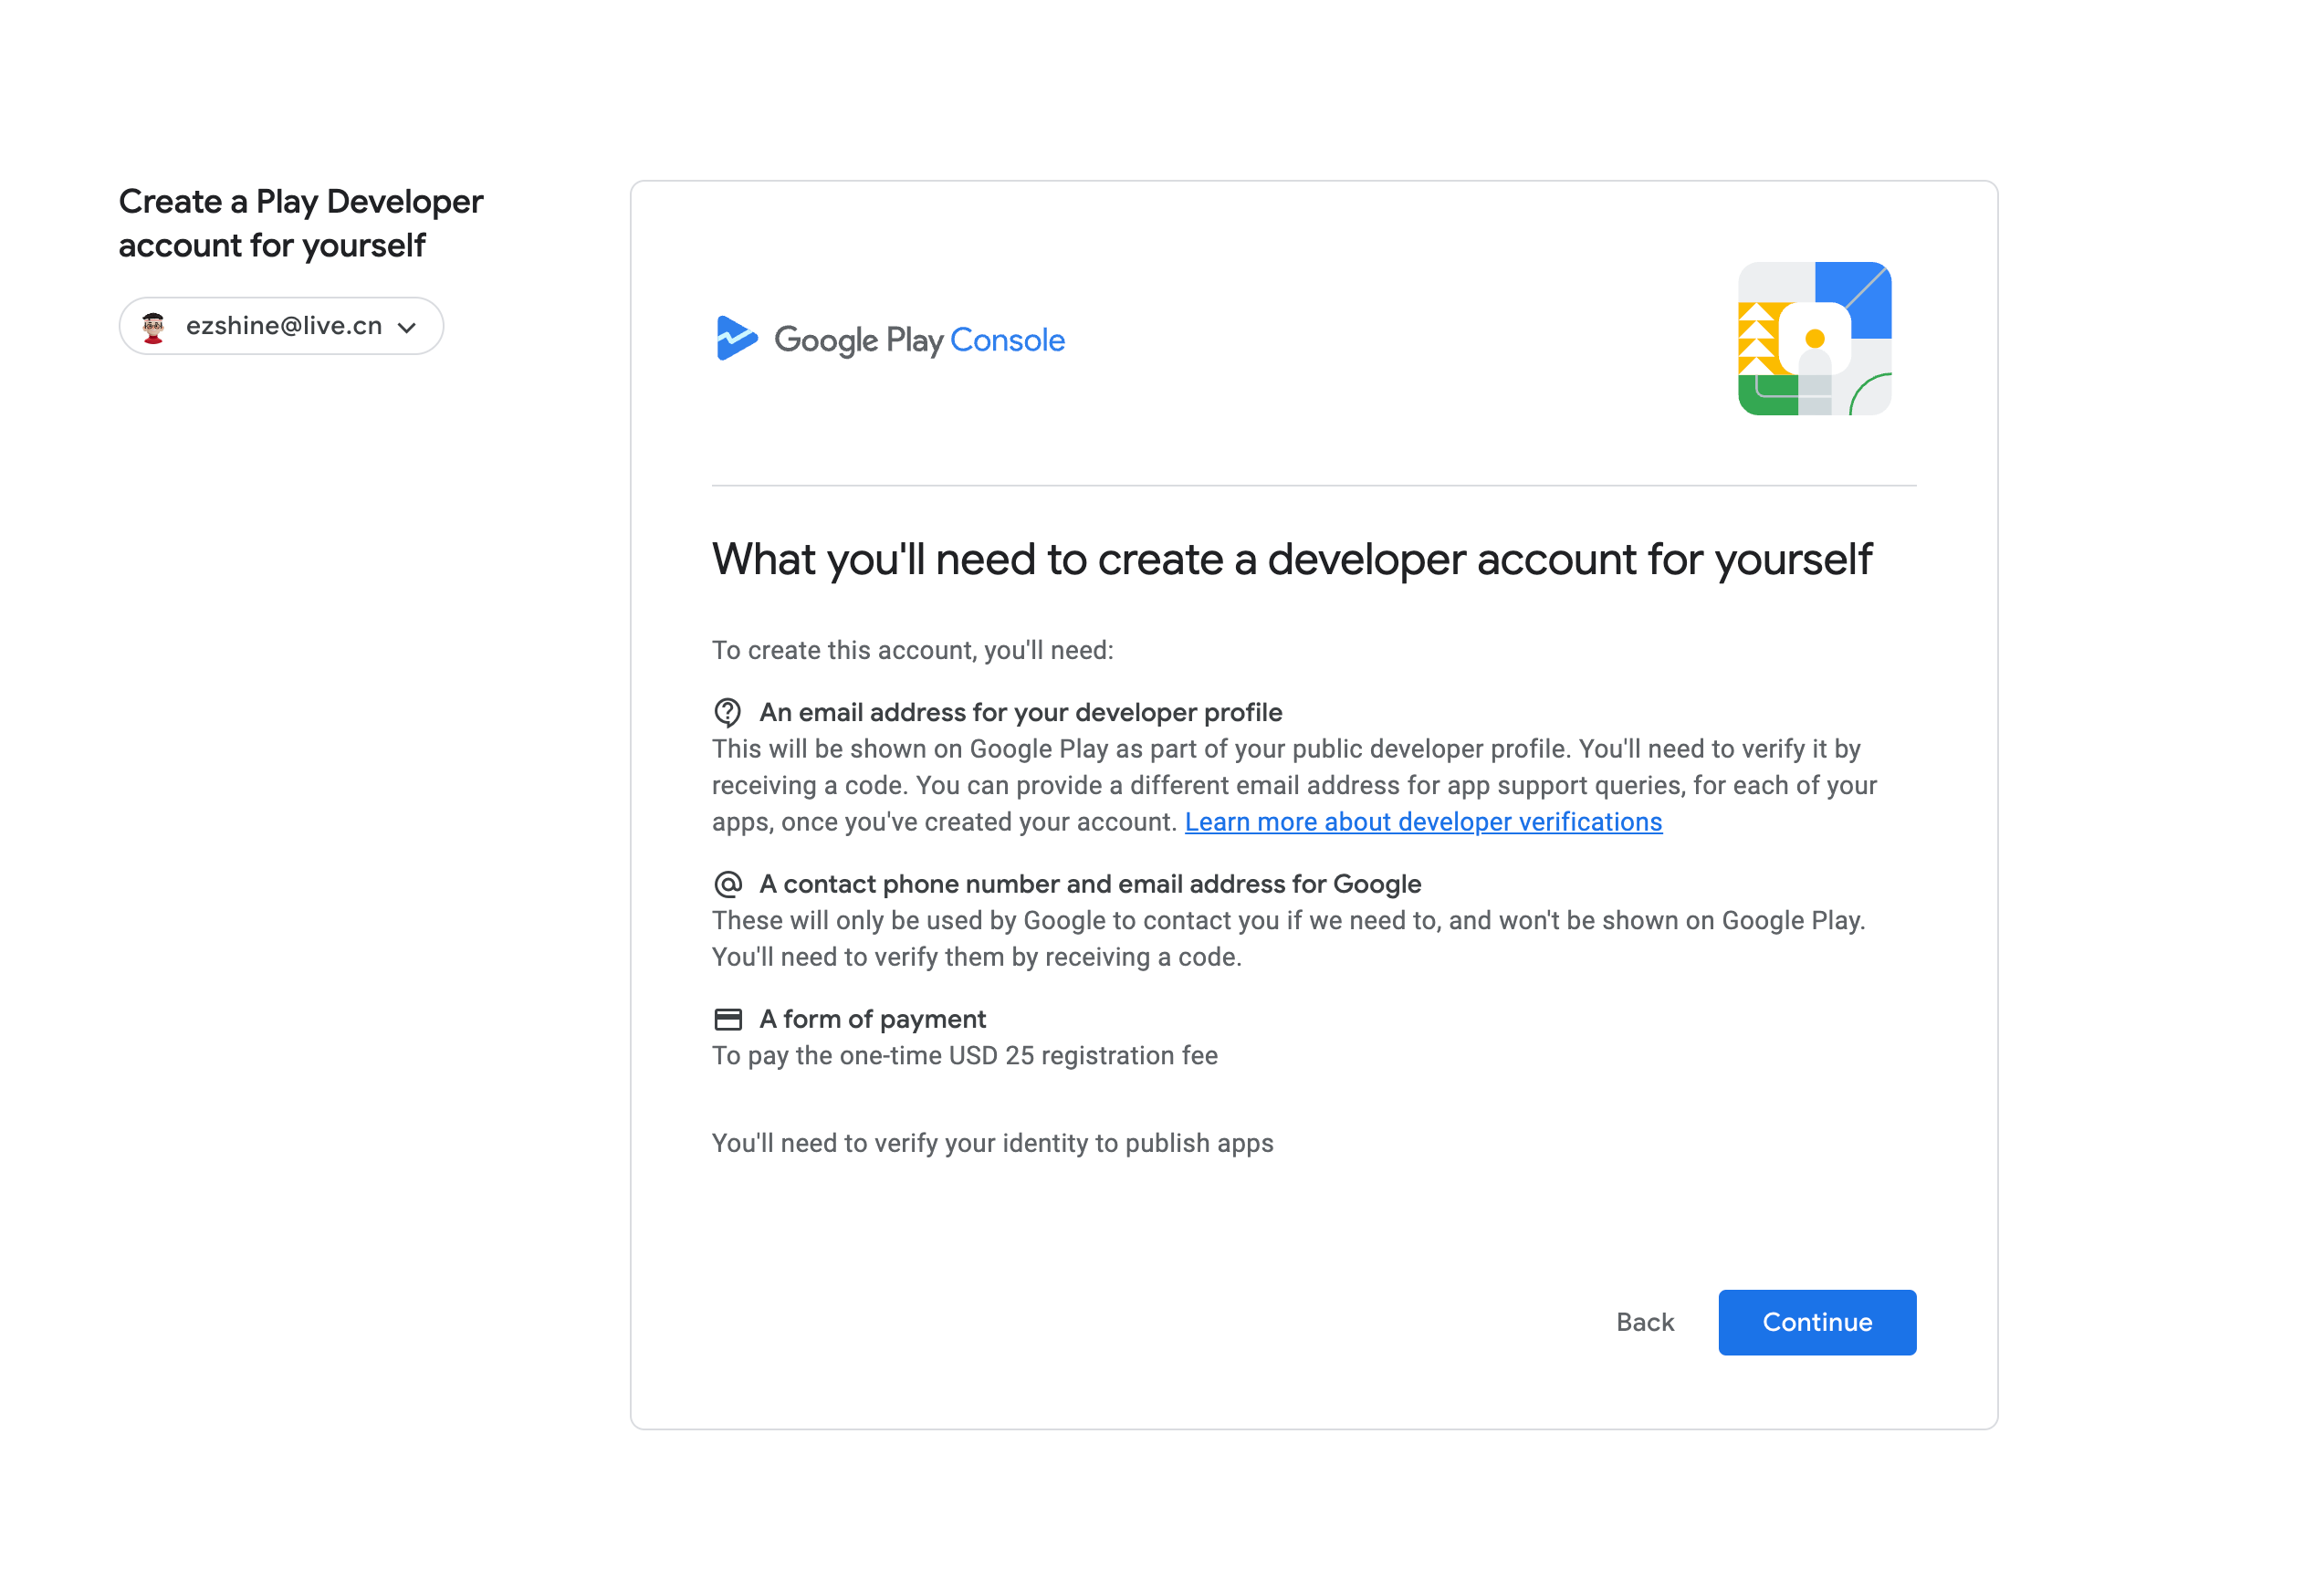 Create a Play Developer
account for yourself
ezshine@live.cn
Google Play Console
What you'll need to create a developer account for yourself
To create this account, you'll need:
An email address for your developer profile
This will be shown on Google Play as part of your public developer profile. You'll need to verify it by
receiving a code. You can provide a different email address for app support queries, for each of your
apps, once you've created your account. Learn more about developer verifications
A contact phone number and email address for Google
These will only be used by Google to contact you if we need to, and won't be shown on Google Play.
You'll need to verify them by receiving a code.
A form of payment
To pay the one-time USD 25 registration fee
You'll need to verify your identity to publish apps
Back
Continue